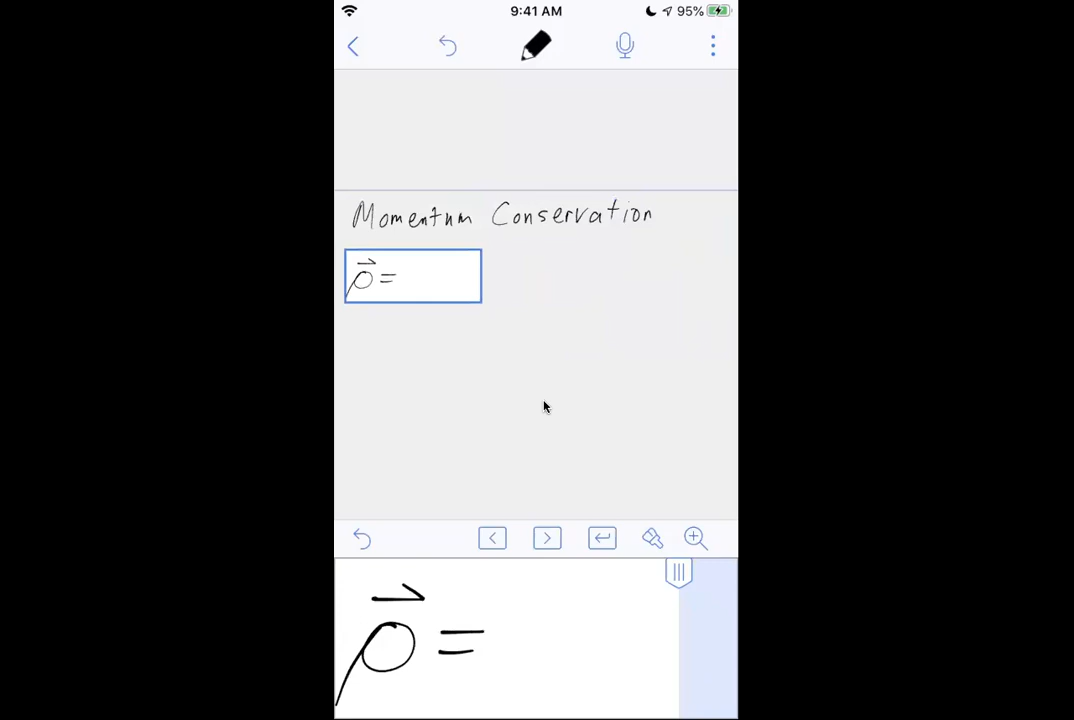 9:41 AM 95%
Momentum Conservation
p⃗ =
p⃗ =